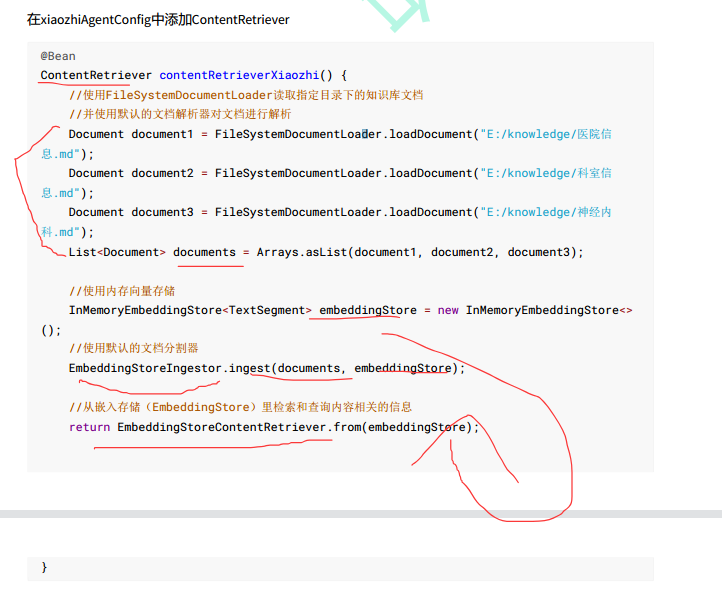 在xiaozhiAgentConfig中添加ContentRetriever
@Bean
ContentRetriever contentRetrieverXiaozhi() {
//使用FileSystemDocumentLoader读取指定目录下的知识库文档
//并使用默认的文档解析器对文档进行解析
Document document1 = FileSystemDocumentLoader.loadDocument("E:/knowledge/医院信
息.md");
Document document2 = FileSystemDocumentLoader.loadDocument("E:/knowledge/科室信
息.md");
Document document3 = FileSystemDocumentLoader.loadDocument("E:/knowledge/神经内
科.md");
List<Document> documents = Arrays.asList(document1, document2, document3);
//使用内存向量存储
InMemoryEmbeddingStore<TextSegment> embeddingStore = new InMemoryEmbeddingStore<>
();
//使用默认的文档分割器
EmbeddingStoreIngestor.ingest(documents, embeddingStore);
//从嵌入存储（EmbeddingStore）里检索和查询内容相关的信息
return EmbeddingStoreContentRetriever.from(embeddingStore);
}